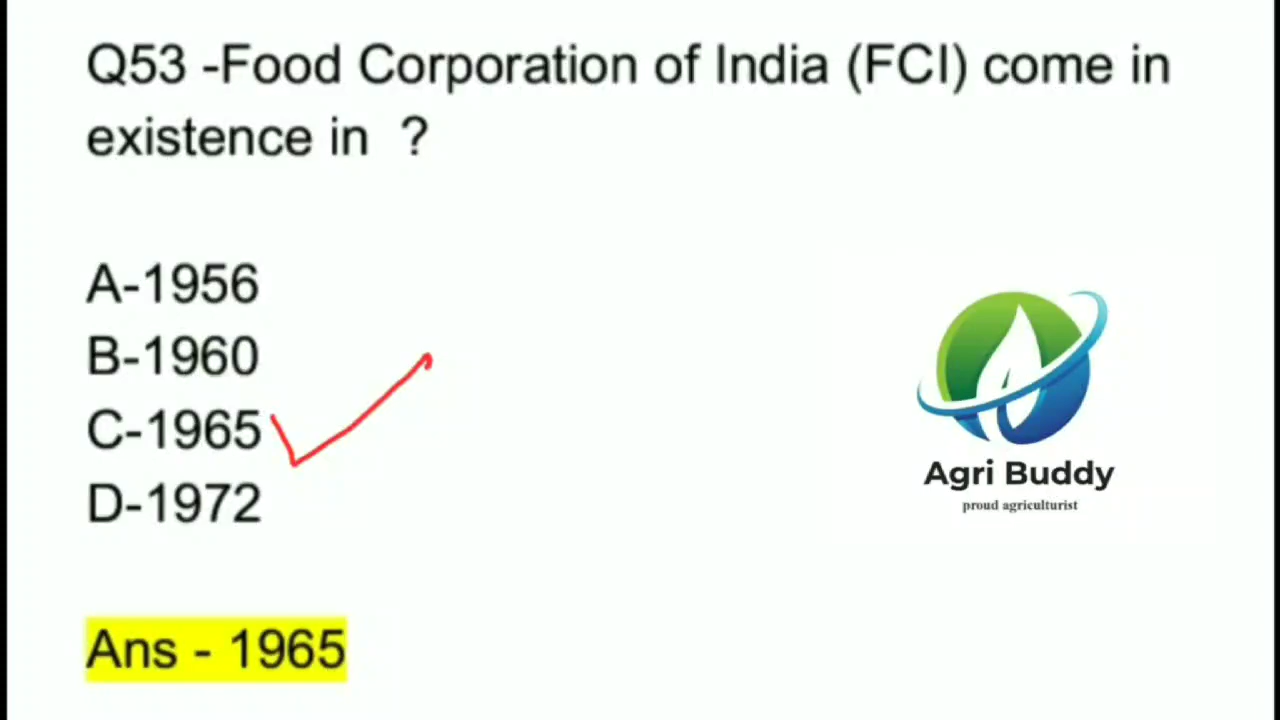 Q53 -Food Corporation of India (FCI) come in
existence in  ?
A-1956
B-1960
C-1965
D-1972
Agri Buddy
proud agriculturist
Ans - 1965